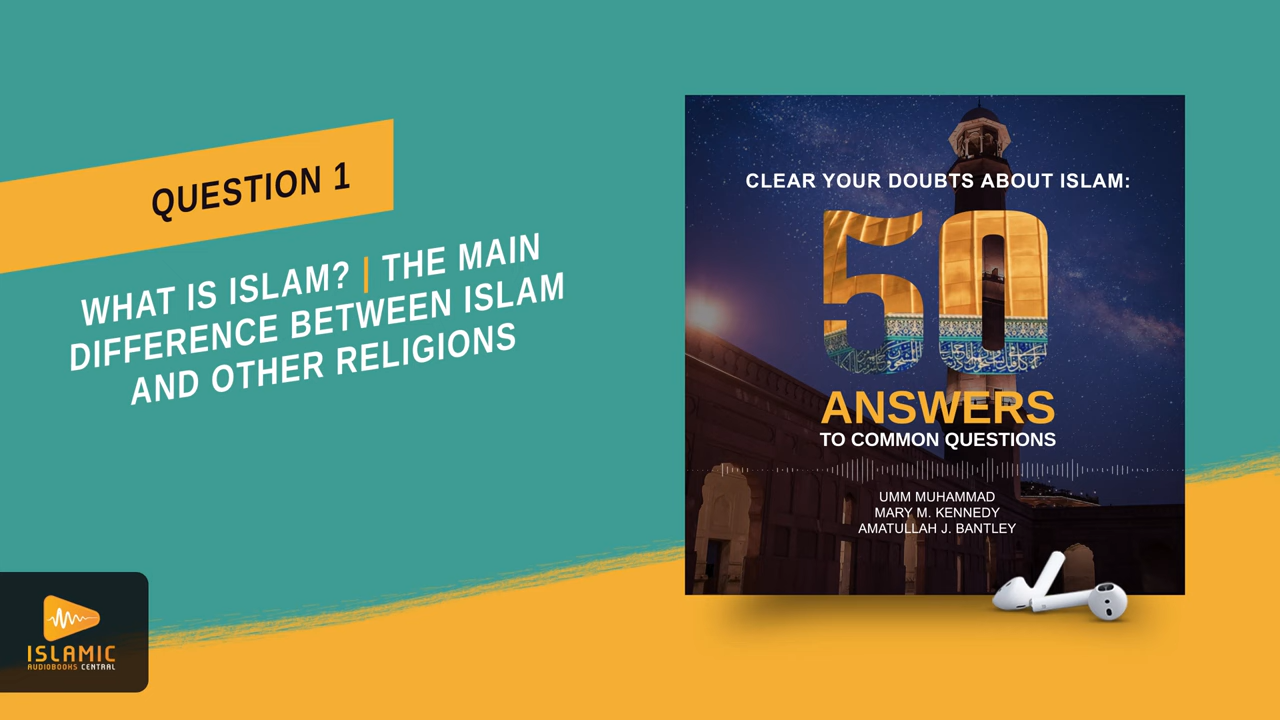 QUESTION 1
WHAT IS ISLAM? | THE MAIN
DIFFERENCE BETWEEN ISLAM
AND OTHER RELIGIONS
CLEAR YOUR DOUBTS ABOUT ISLAM:
50
ANSWERS
TO COMMON QUESTIONS
UMM MUHAMMAD
MARY M. KENNEDY
AMATULLAH J. BANTLEY
ISLAMIC
AUDIOBOOKS CENTRAL